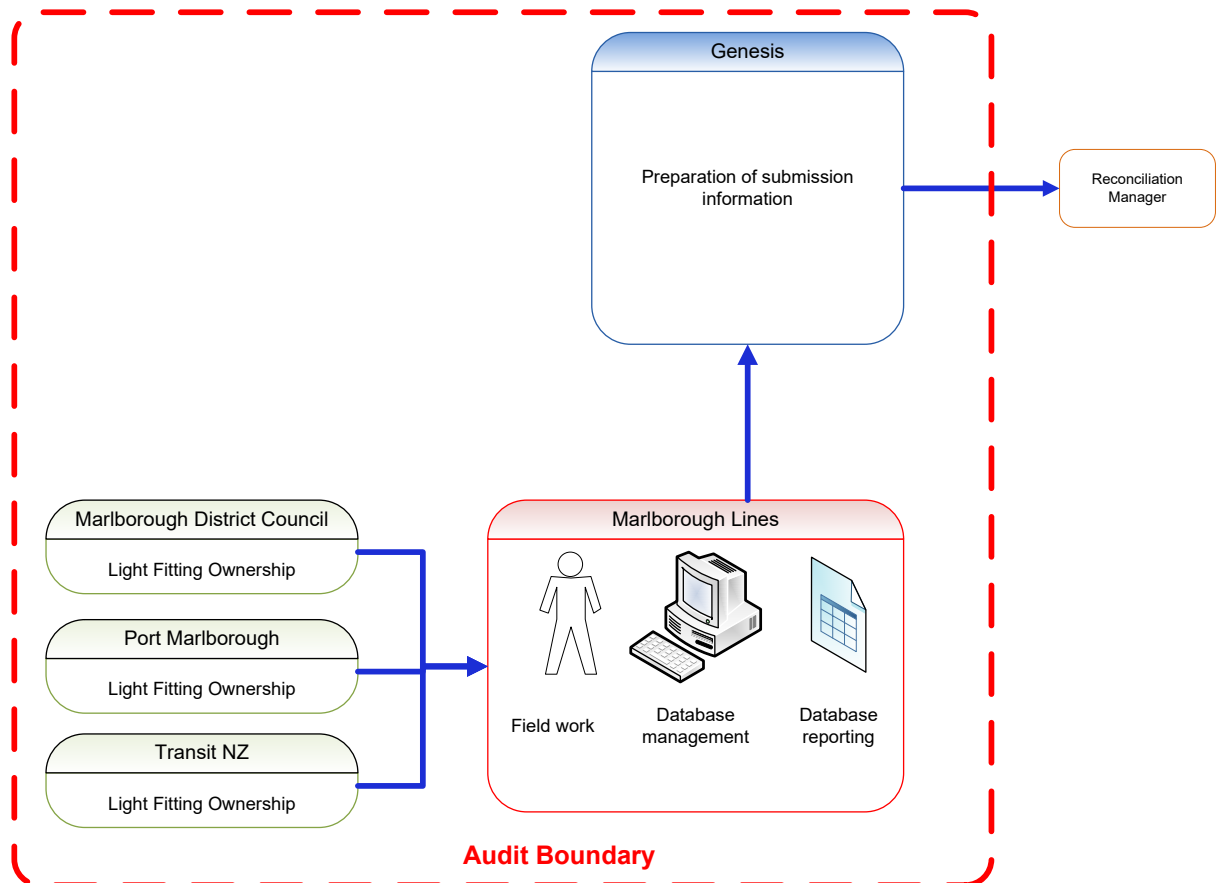 Genesis
Preparation of submission
information
Reconciliation
Manager
Marlborough District Council
Light Fitting Ownership
Port Marlborough
Light Fitting Ownership
Transit NZ
Light Fitting Ownership
Marlborough Lines
Field work
Database
management
Database
reporting
Audit Boundary